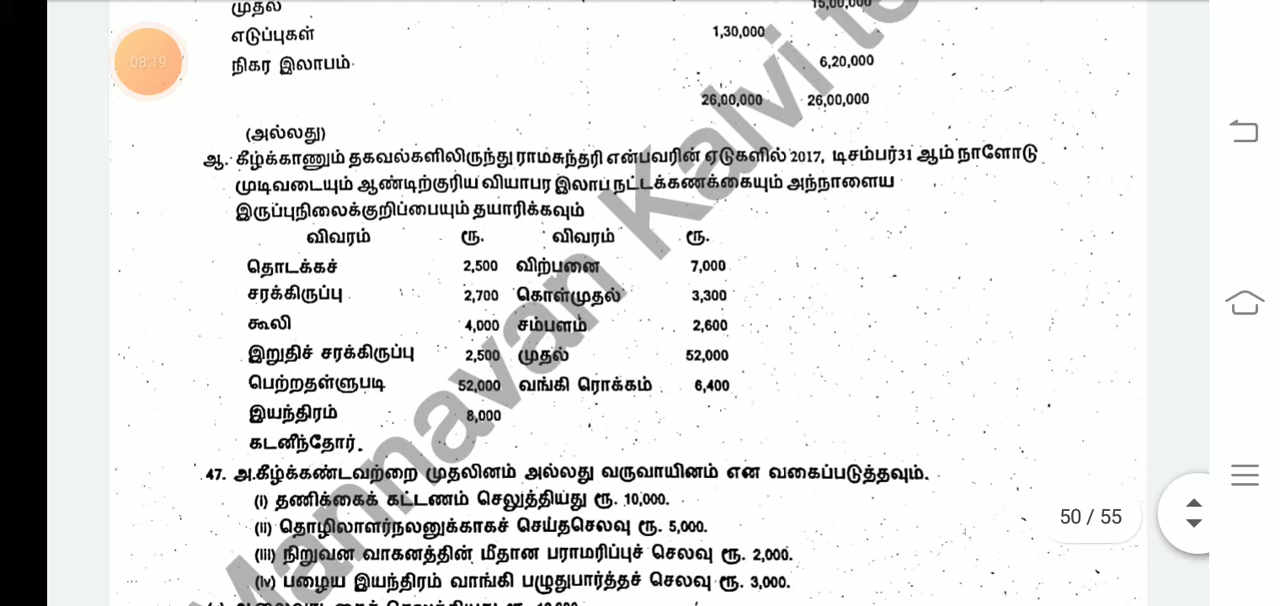 முதல் 15,00,000
எடுப்புகள் 1,30,000
நிகர இலாபம் 6,20,000
26,00,000 26,00,000
08:19
(அல்லது)
ஆ. கீழ்க்காணும் தகவல்களிலிருந்து ராமசுந்தரி என்பவரின் ஏடுகளில் 2017, டிசம்பர்31 ஆம் நாளோடு
முடிவடையும் ஆண்டிற்குரிய வியாபர இலாப நட்டக்கணக்கையும் அந்நாளைய
இருப்புநிலைக்குறிப்பையும் தயாரிக்கவும்
விவரம் ரூ. விவரம் ரூ.
தொடக்கச் 2,500 விற்பனை 7,000
சரக்கிருப்பு 2,700 கொள்முதல் 3,300
கூலி 4,000 சம்பளம் 2,600
இறுதிச் சரக்கிருப்பு 2,500 முதல் 52,000
பெற்றதள்ளுபடி 52,000 வங்கி ரொக்கம் 6,400
இயந்திரம் 8,000
கடனீந்தோர்.
47. அ.கீழ்க்கண்டவற்றை முதலினம் அல்லது வருவாயினம் என வகைப்படுத்தவும்.
(i) தணிக்கைக் கட்டணம் செலுத்தியது ரூ. 10,000.
(ii) தொழிலாளர்நலனுக்காகச் செய்தசெலவு ரூ. 5,000.
(iii) நிறுவன வாகனத்தின் மீதான பராமரிப்புச் செலவு ரூ. 2,000.
(iv) பழைய இயந்திரம் வாங்கி பழுதுபார்த்தச் செலவு ரூ. 3,000.
50 / 55
Mannavan Kalvi